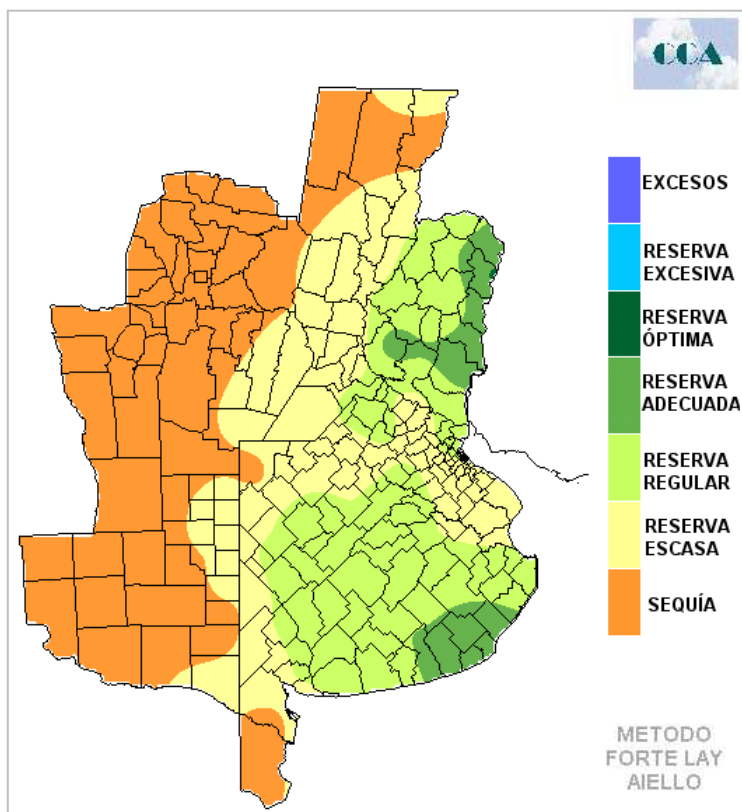 CCA
EXCESOS
RESERVA
EXCESIVA
RESERVA
ÓPTIMA
RESERVA
ADECUADA
RESERVA
REGULAR
RESERVA
ESCASA
SEQUÍA
METODO
FORTE LAY
AIELLO